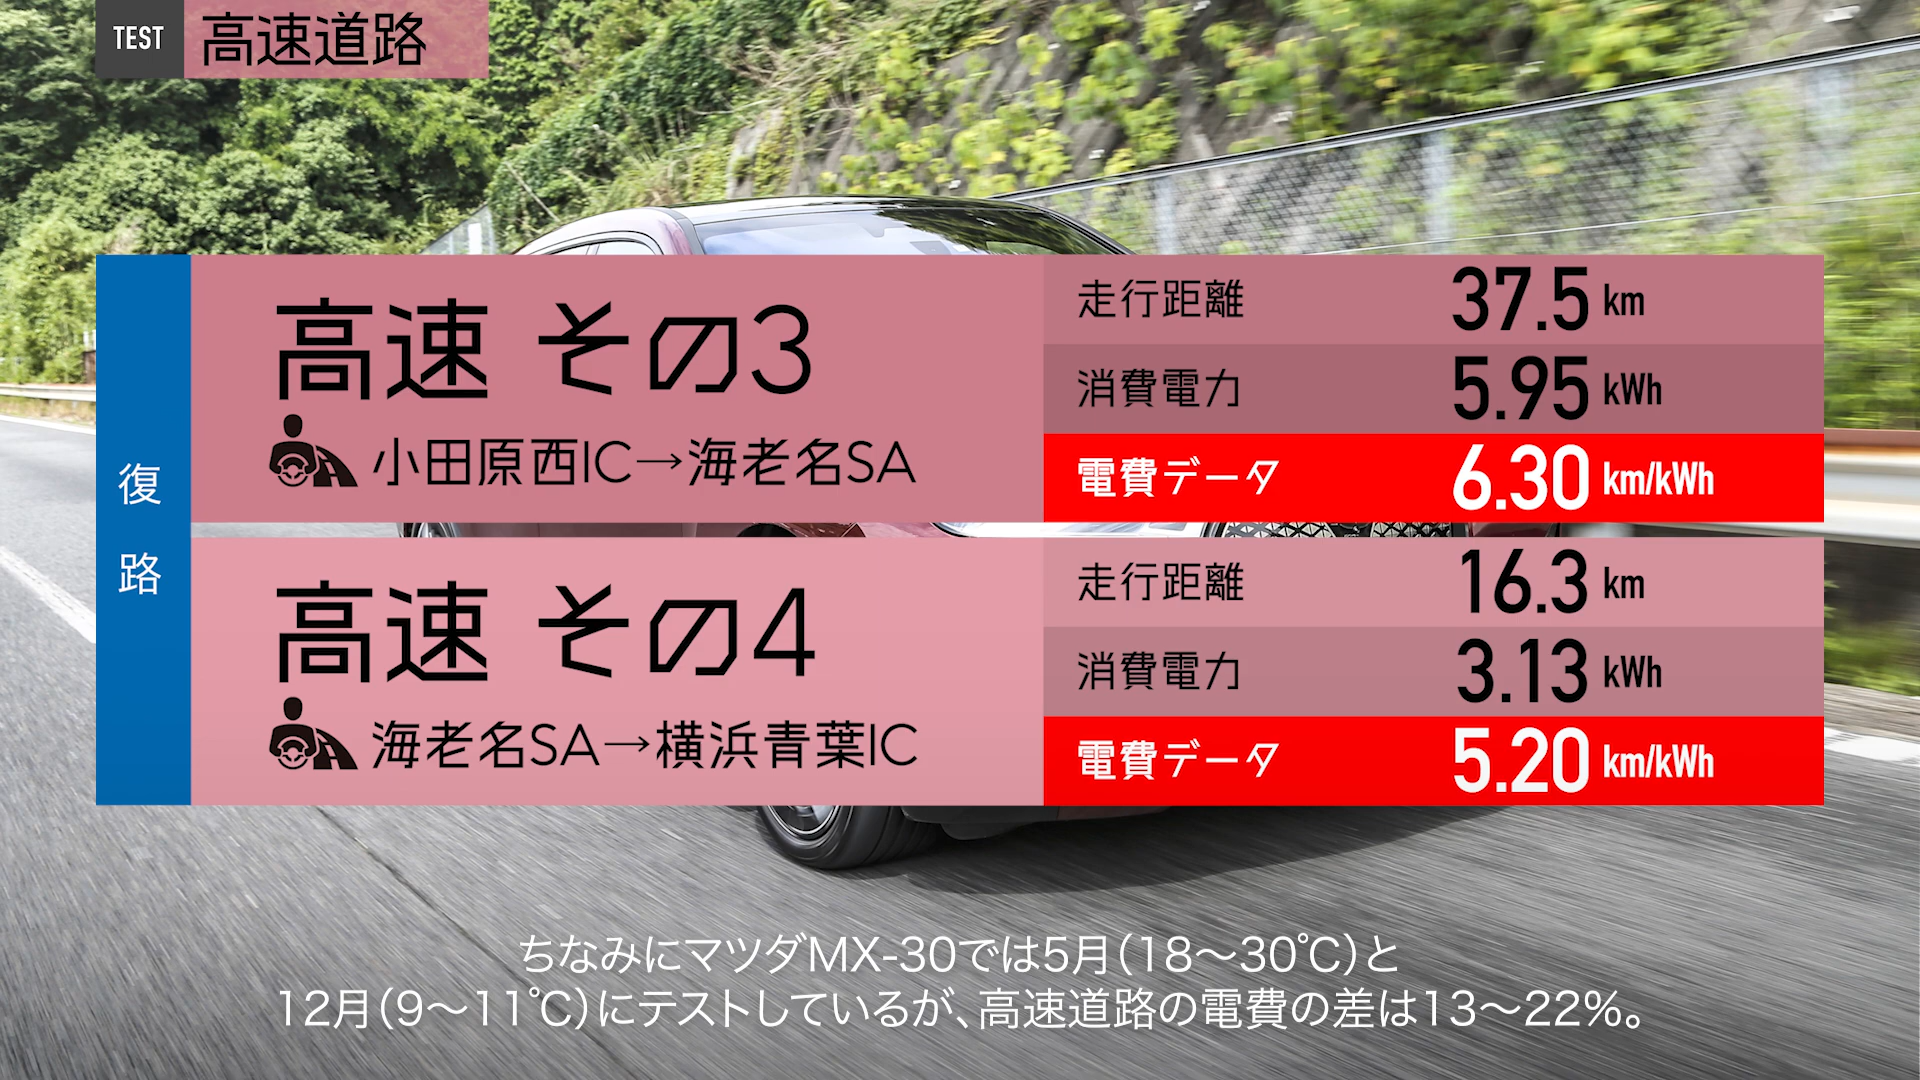 TEST 高速道路
復路
高速 その3
小田原西IC→海老名SA
走行距離 37.5 km
消費電力 5.95 kWh
電費データ 6.30 km/kWh
高速 その4
海老名SA→横浜青葉IC
走行距離 16.3 km
消費電力 3.13 kWh
電費データ 5.20 km/kWh
ちなみにマツダMX-30では5月(18〜30℃)と
12月(9〜11℃)にテストしているが、高速道路の電費の差は13〜22%。